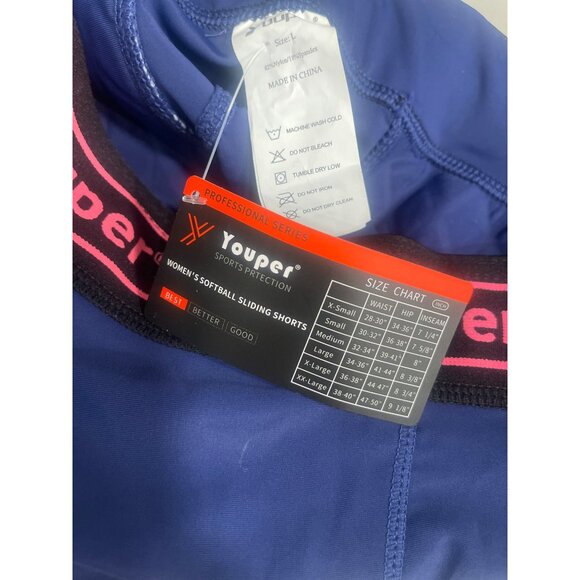 Youper®
Size: L
MADE IN CHINA
MACHINE WASH COLD
DO NOT BLEACH
TUMBLE DRY LOW
DO NOT IRON
DO NOT DRY CLEAN
uper®
per
PROFESSIONAL SERIES
Youper®
SPORTS PRTECTION
WOMEN'S SOFTBALL SLIDING SHORTS
BEST BETTER GOOD
SIZE CHART INCH
WAIST HIP INSEAM
X-Small 28-30" 34-36" 7 1/4"
Small 30-32" 36-38" 7 5/8"
Medium 32-34" 39-41" 8"
Large 34-36" 41-44" 8 3/8"
X-Large 36-38" 44-47" 8 3/4"
XX-Large 38-40" 47-50" 9 1/8"